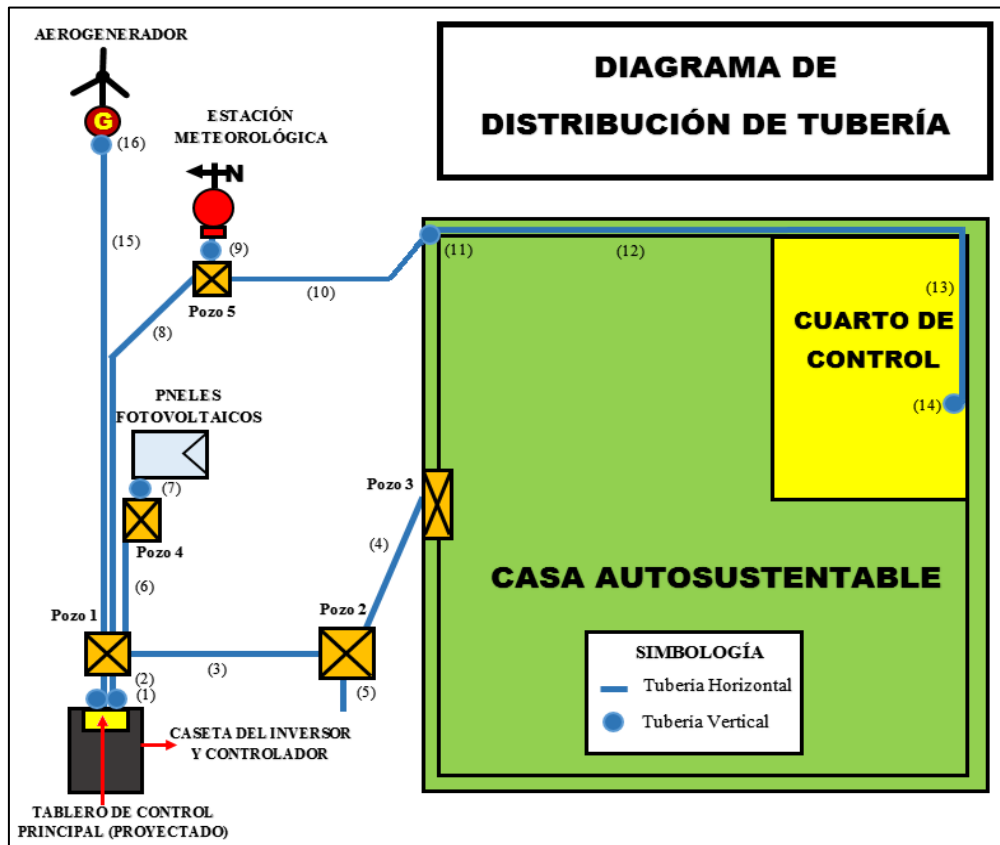 DIAGRAMA DE
DISTRIBUCIÓN DE TUBERÍA
AEROGENERADOR
G
(16)
ESTACIÓN
METEOROLÓGICA
N
(9)
(15)
Pozo 5
(10)
(8)
(11)
(12)
(13)
CUARTO DE
CONTROL
(14)
PNELES
FOTOVOLTAICOS
(7)
Pozo 4
(6)
Pozo 3
(4)
CASA AUTOSUSTENTABLE
Pozo 1
Pozo 2
(3)
(2)
(5)
(1)
SIMBOLOGÍA
Tuberia Horizontal
Tuberia Vertical
CASETA DEL INVERSOR
Y CONTROLADOR
TABLERO DE CONTROL
PRINCIPAL (PROYECTADO)